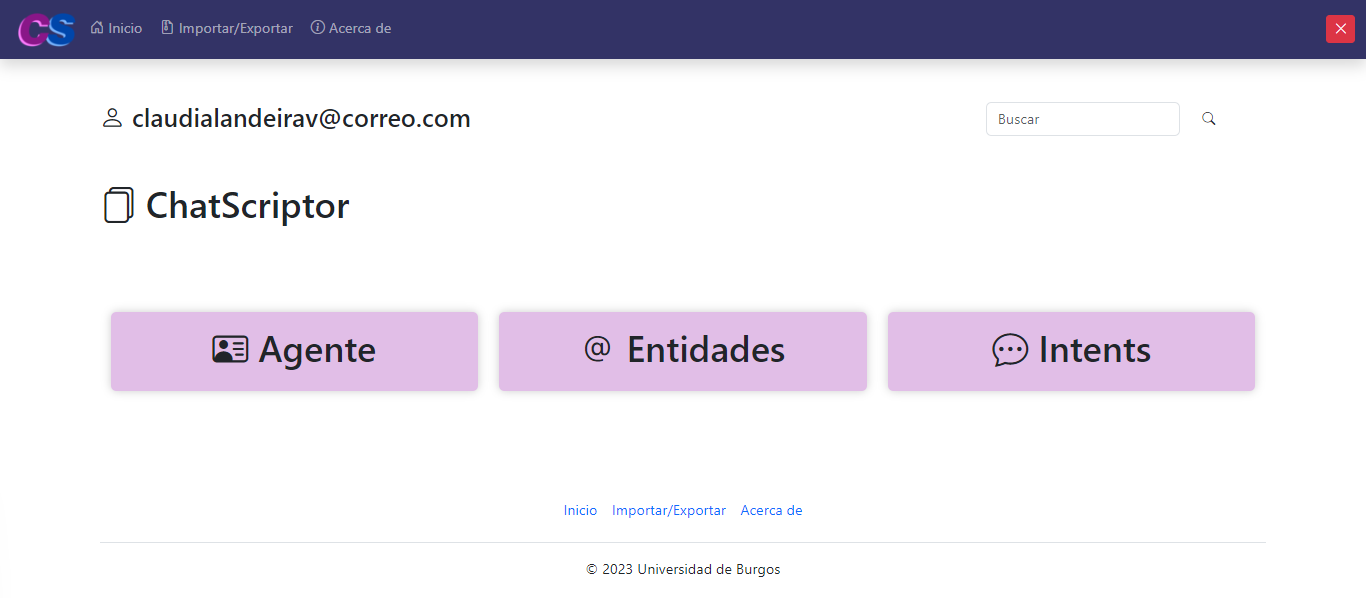 CS Inicio Importar/Exportar Acerca de
claudialandeirav@correo.com Buscar
ChatScriptor
Agente @ Entidades Intents
Inicio Importar/Exportar Acerca de
© 2023 Universidad de Burgos